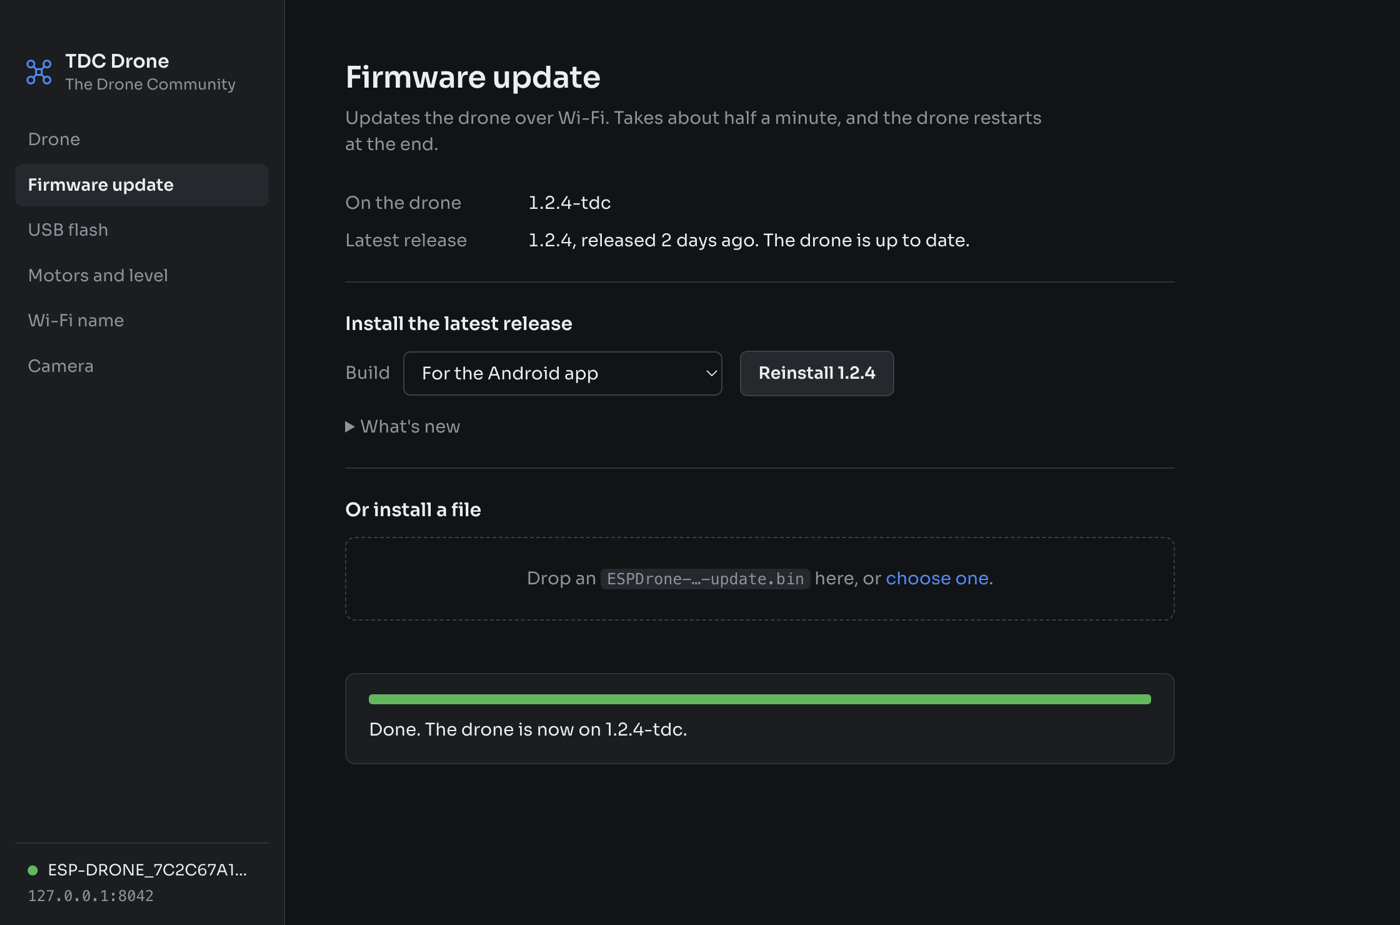 TDC Drone
The Drone Community
Drone
Firmware update
USB flash
Motors and level
Wi-Fi name
Camera
ESP-DRONE_7C2C67A1...
127.0.0.1:8042
Firmware update
Updates the drone over Wi-Fi. Takes about half a minute, and the drone restarts
at the end.
On the drone 1.2.4-tdc
Latest release 1.2.4, released 2 days ago. The drone is up to date.
Install the latest release
Build For the Android app Reinstall 1.2.4
What's new
Or install a file
Drop an ESPDrone-…-update.bin here, or choose one.
Done. The drone is now on 1.2.4-tdc.